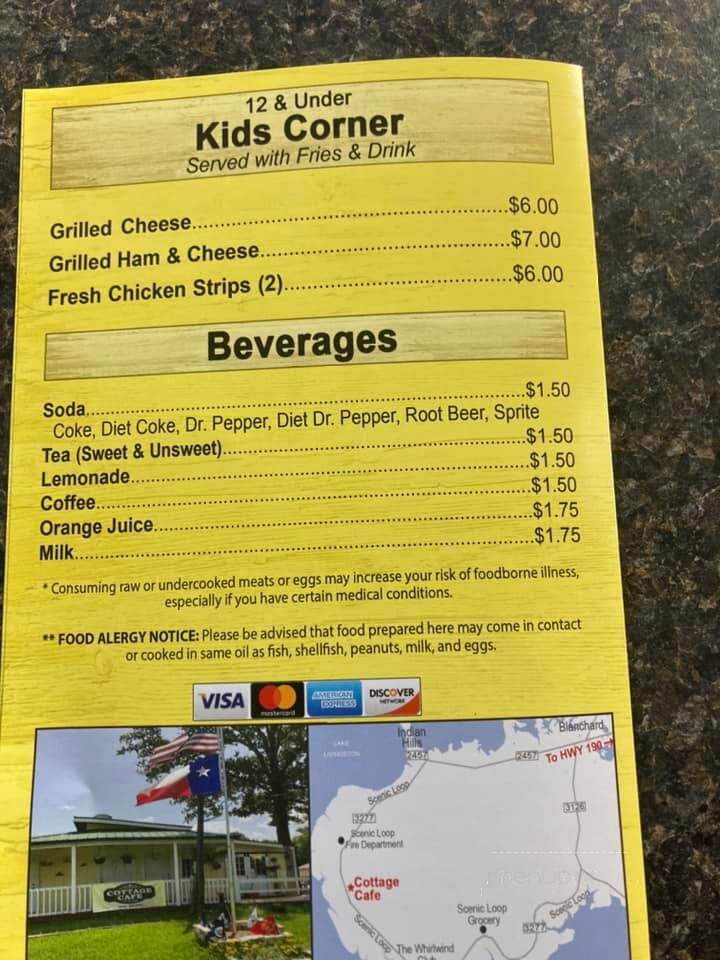 12 & Under
Kids Corner
Served with Fries & Drink
Grilled Cheese..........$6.00
Grilled Ham & Cheese..........$7.00
Fresh Chicken Strips (2)..........$6.00
Beverages
Soda..........$1.50
Coke, Diet Coke, Dr. Pepper, Diet Dr. Pepper, Root Beer, Sprite
Tea (Sweet & Unsweet)..........$1.50
Lemonade..........$1.50
Coffee..........$1.50
Orange Juice..........$1.75
Milk..........$1.75
* Consuming raw or undercooked meats or eggs may increase your risk of foodborne illness,
especially if you have certain medical conditions.
** FOOD ALERGY NOTICE: Please be advised that food prepared here may come in contact
or cooked in same oil as fish, shellfish, peanuts, milk, and eggs.
VISA
mastercard
AMERICAN
EXPRESS
DISCOVER
NETWORK
COTTAGE
CAFE
LAKE
LIVINGSTON
Indian
Hills
2457
2457
Blanchard
To HWY 190
Scenic Loop
3277
3126
Scenic Loop
Fire Department
Cottage
Cafe
Scenic Loop
Grocery
3277
Scenic Loop
Scenic Loop
The Whirlwind
Club